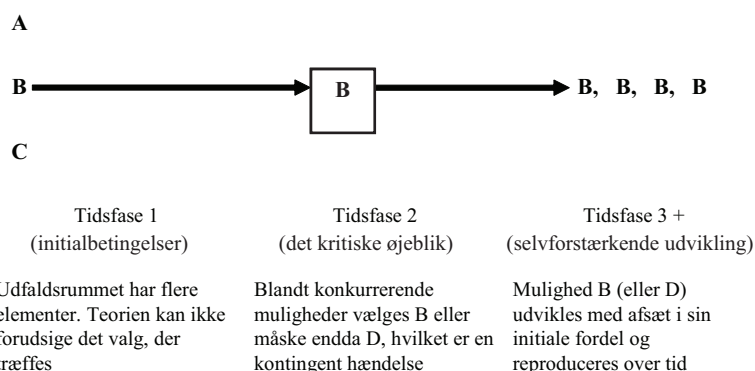 A
B B B, B, B, B
C
Tidsfase 1
(initialbetingelser)
Tidsfase 2
(det kritiske øjeblik)
Tidsfase 3 +
(selvforstærkende udvikling)
Udfaldsrummet har flere
elementer. Teorien kan ikke
forudsige det valg, der
træffes
Blandt konkurrerende
muligheder vælges B eller
måske endda D, hvilket er en
kontingent hændelse
Mulighed B (eller D)
udvikles med afsæt i sin
initiale fordel og
reproduceres over tid